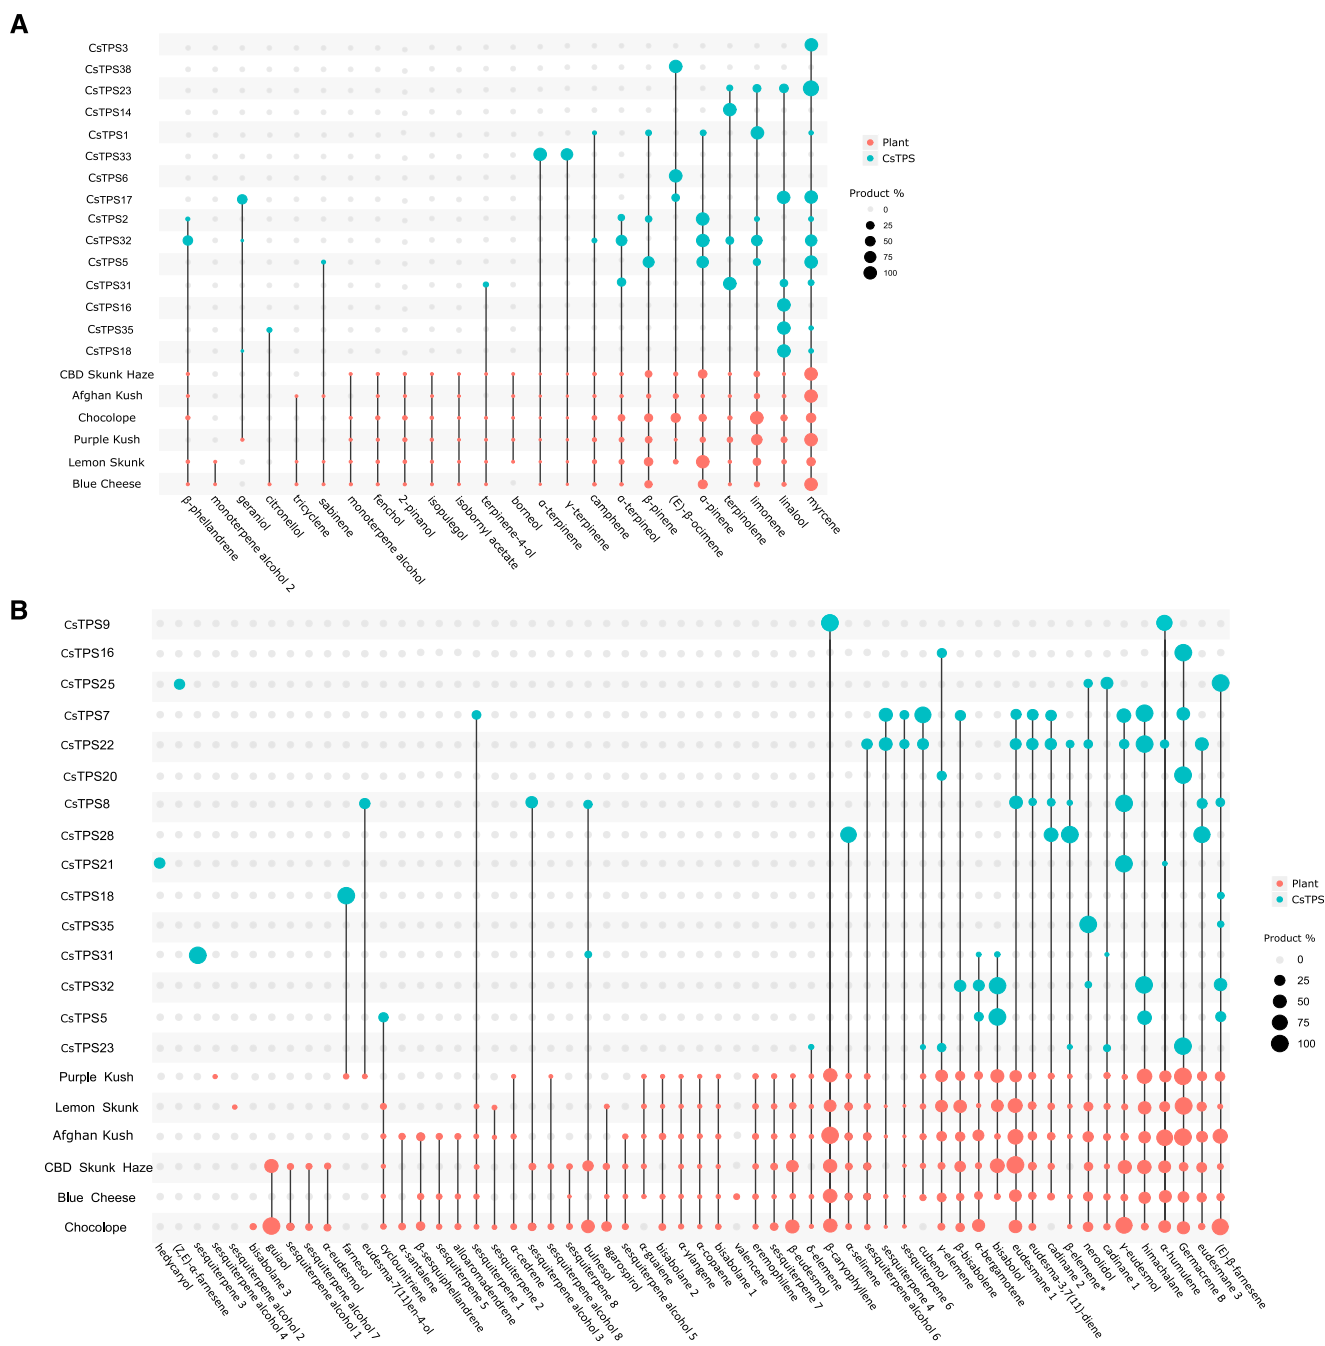 A
CsTPS3
CsTPS38
CsTPS23
CsTPS14
CsTPS1
CsTPS33
CsTPS6
CsTPS17
CsTPS2
CsTPS32
CsTPS5
CsTPS31
CsTPS16
CsTPS35
CsTPS18
CBD Skunk Haze
Afghan Kush
Chocolope
Purple Kush
Lemon Skunk
Blue Cheese
β-phellandrene
monoterpene alcohol 2
geraniol
citronellol
tricyclene
sabinene
monoterpene alcohol
fenchol
2-pinanol
isopulegol
isobornyl acetate
terpinene-4-ol
borneol
α-terpinene
γ-terpinene
camphene
α-terpineol
β-pinene
(E)-β-ocimene
α-pinene
terpinolene
limonene
linalool
myrcene
Plant
CsTPS
Product %
0
25
50
75
100
B
CsTPS9
CsTPS16
CsTPS25
CsTPS7
CsTPS22
CsTPS20
CsTPS8
CsTPS28
CsTPS21
CsTPS18
CsTPS35
CsTPS31
CsTPS32
CsTPS5
CsTPS23
Purple Kush
Lemon Skunk
Afghan Kush
CBD Skunk Haze
Blue Cheese
Chocolope
hedycaryol
(Z,E)-α-farnesene
sesquiterpene 3
sesquiterpene alcohol 4
sesquiterpene alcohol 2
bisabolane 3
guaiol
sesquiterpene alcohol 1
sesquiterpene alcohol 7
α-eudesmol
farnesol
eudesma-7(11)en-4-ol
cyclounitriene
α-santalene
β-sesquiphellandrene
sesquiterpene 5
alloaromadendrene
sesquiterpene 1
sesquiterpene 2
α-cedrene
sesquiterpene alcohol 3
sesquiterpene alcohol 8
sesquiterpene 8
bulnesol
agarospirol
sesquiterpene alcohol 5
α-guaiene
bisabolane 2
α-ylangene
α-copaene
bisabolane 1
valencene
eremophilene
sesquiterpene 7
β-eudesmol
δ-elemene
β-caryophyllene
α-selinene
sesquiterpene alcohol 6
sesquiterpene 4
sesquiterpene 6
cubenol
γ-elemene
β-bisabolene
α-bergamotene
bisabolol
eudesmane 1
eudesma-3,7(11)-diene
cadinane 2
β-elemene*
nerolidol
cadinane 1
γ-eudesmol
himachalane
α-humulene
Germacrene B
eudesmane 3
(E)-β-farnesene
Plant
CsTPS
Product %
0
25
50
75
100